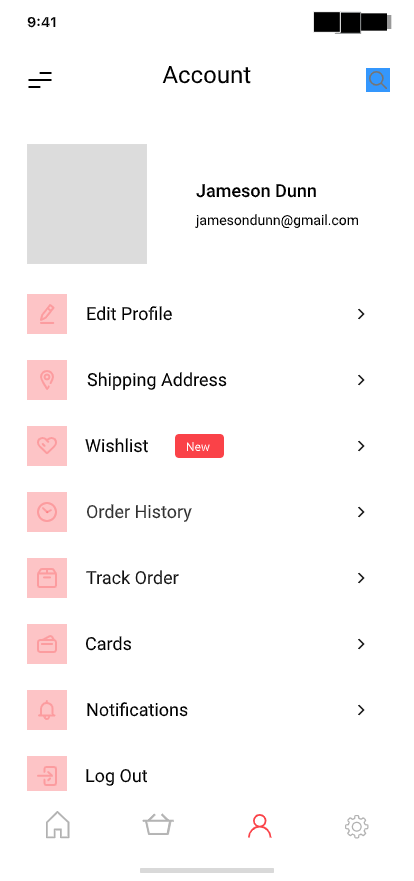 9:41
Account
Jameson Dunn
jamesondunn@gmail.com
Edit Profile
Shipping Address
Wishlist New
Order History
Track Order
Cards
Notifications
Log Out